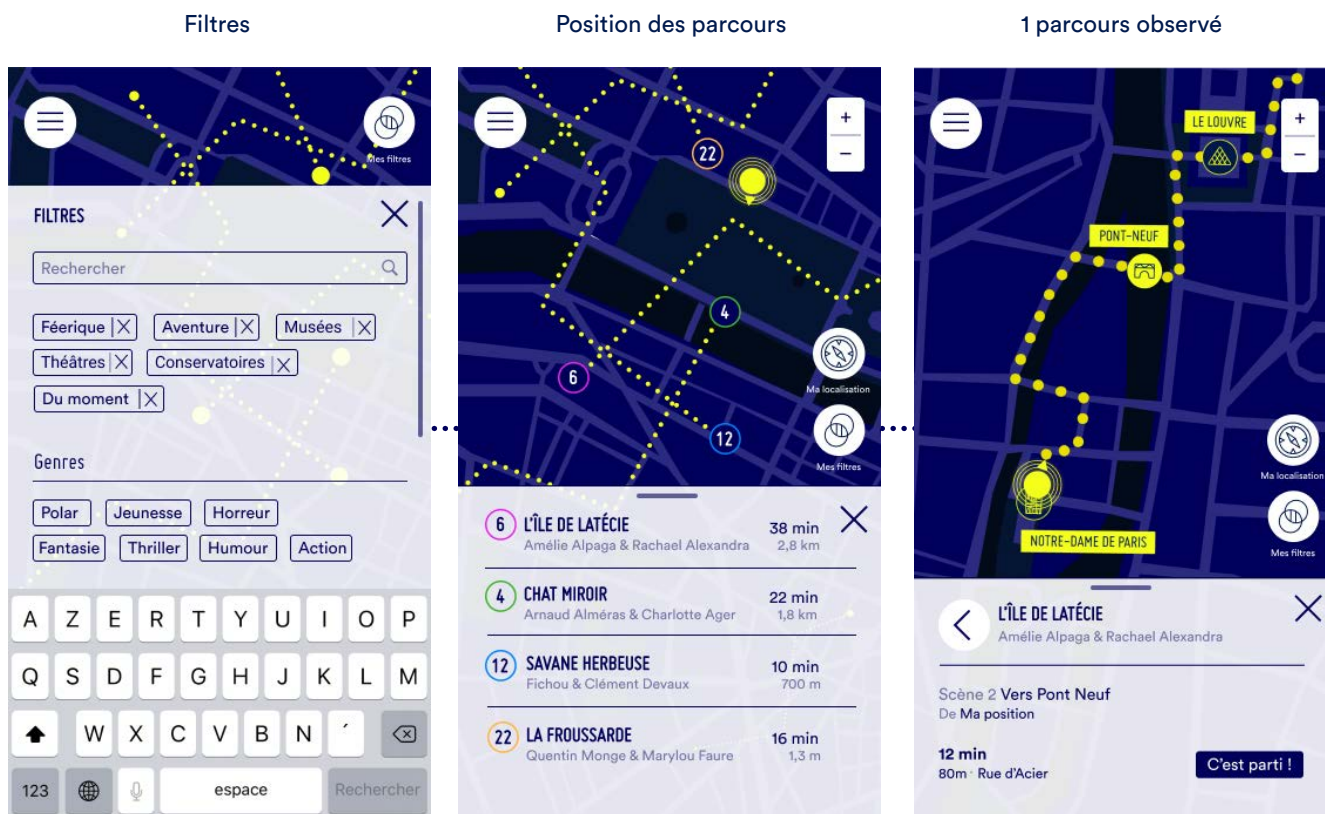 Filtres
Mes filtres
FILTRES
Rechercher
Féerique | X Aventure | X Musées | X
Théâtres | X Conservatoires | X
Du moment | X
Genres
Polar Jeunesse Horreur
Fantasie Thriller Humour Action
A Z E R T Y U I O P
Q S D F G H J K L M
W X C V B N ´
123 espace Rechercher
Position des parcours
+
22
−
4
6
Ma localisation
12
Mes filtres
6 L'ÎLE DE LATÉCIE 38 min
Amélie Alpaga & Rachael Alexandra 2,8 km
4 CHAT MIROIR 22 min
Arnaud Alméras & Charlotte Ager 1,8 km
12 SAVANE HERBEUSE 10 min
Fichou & Clément Devaux 700 m
22 LA FROUSSARDE 16 min
Quentin Monge & Marylou Faure 1,3 m
1 parcours observé
LE LOUVRE
+
−
PONT-NEUF
Ma localisation
NOTRE-DAME DE PARIS
Mes filtres
L'ÎLE DE LATÉCIE
Amélie Alpaga & Rachael Alexandra
Scène 2 Vers Pont Neuf
De Ma position
12 min
80m · Rue d'Acier
C'est parti !